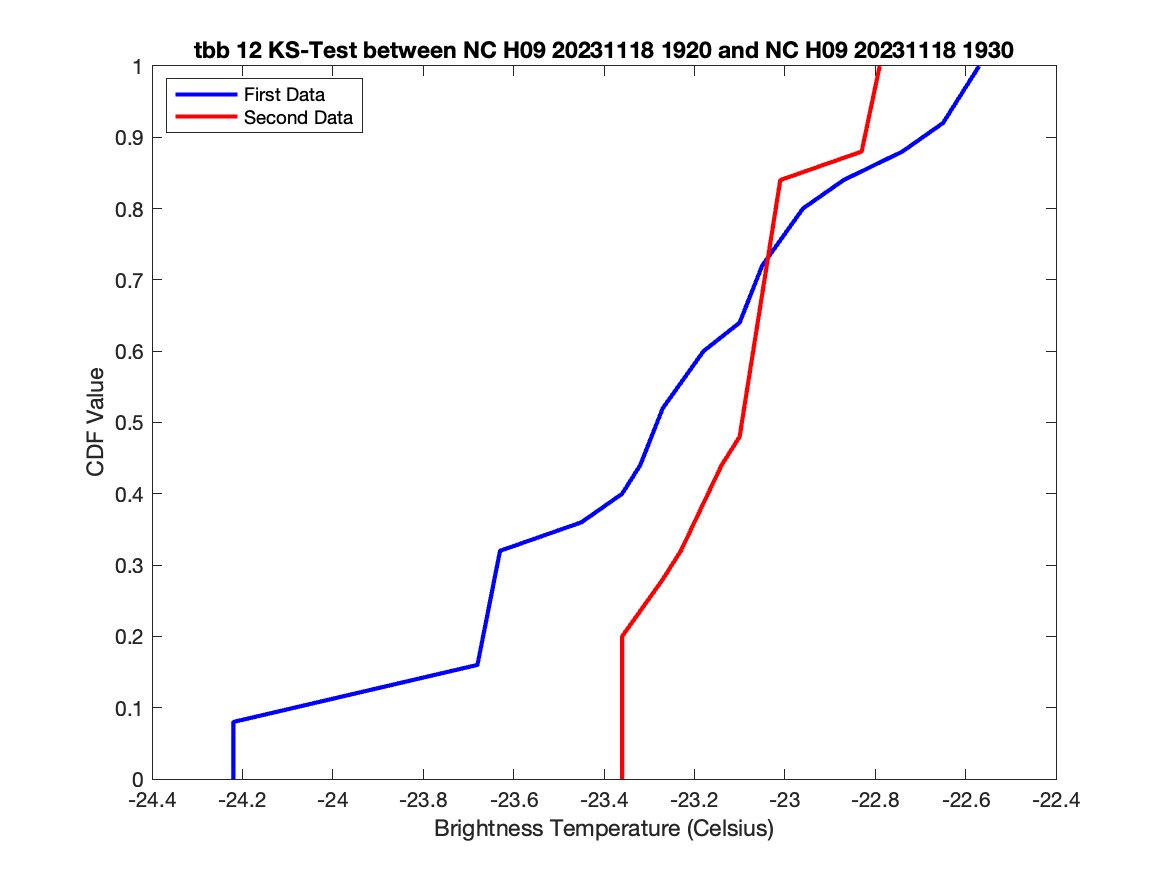 tbb 12 KS-Test between NC H09 20231118 1920 and NC H09 20231118 1930
First Data
Second Data
CDF Value
1
0.9
0.8
0.7
0.6
0.5
0.4
0.3
0.2
0.1
0
-24.4 -24.2 -24 -23.8 -23.6 -23.4 -23.2 -23 -22.8 -22.6 -22.4
Brightness Temperature (Celsius)